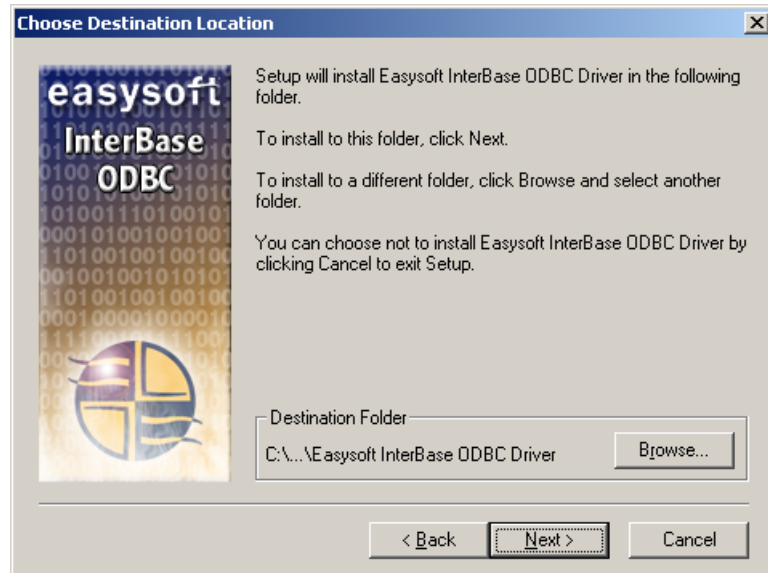 Choose Destination Location
easysoft
InterBase
ODBC
Setup will install Easysoft InterBase ODBC Driver in the following
folder.
To install to this folder, click Next.
To install to a different folder, click Browse and select another
folder.
You can choose not to install Easysoft InterBase ODBC Driver by
clicking Cancel to exit Setup.
Destination Folder
C:\...\Easysoft InterBase ODBC Driver
Browse...
< Back
Next >
Cancel